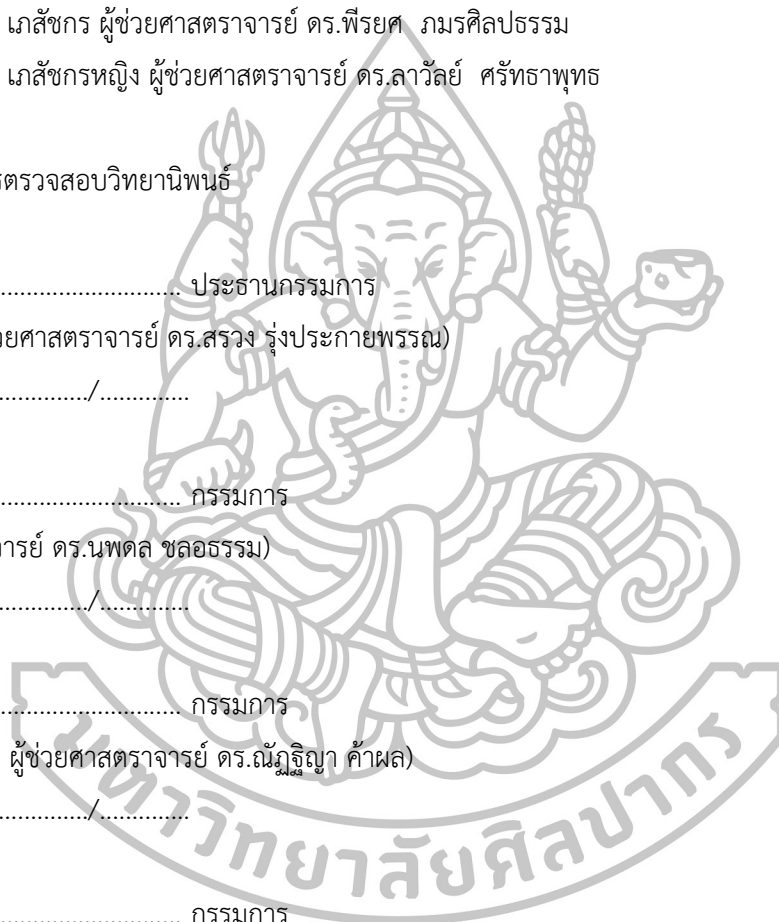 เภสัชกร ผู้ช่วยศาสตราจารย์ ดร.พีรยศ ภมรศิลปธรรม
เภสัชกรหญิง ผู้ช่วยศาสตราจารย์ ดร.ลาวัลย์ ศรัทธาพุทธ
ตรวจสอบวิทยานิพนธ์
............................ ประธานกรรมการ
ศาสตราจารย์ ดร.สรวง รุ่งประกายพรรณ)
............../..............
............................ กรรมการ
ดร.นพดล ชลอธรรม)
............../..............
............................ กรรมการ
ผู้ช่วยศาสตราจารย์ ดร.ณัฏฐิญา ค้าผล)
............../..............
............................ กรรมการ
มหาวิทยาลัยศิลปากร